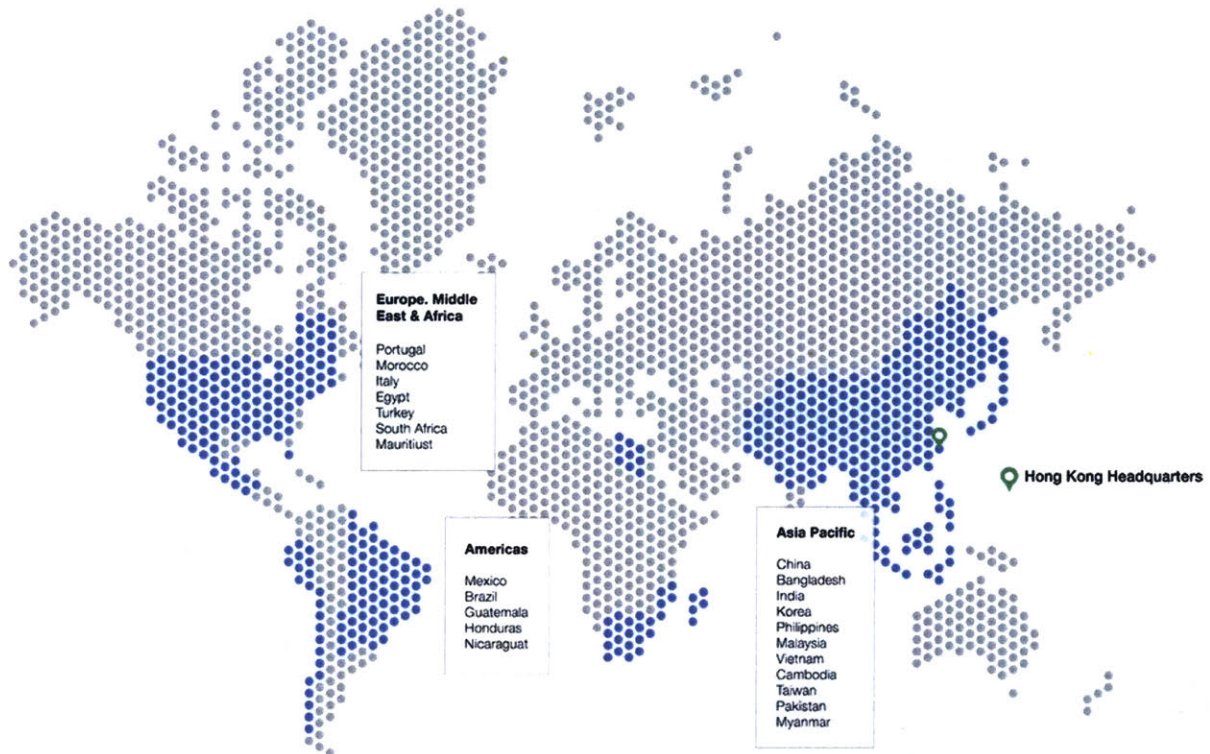 Europe. Middle
East & Africa
Portugal
Morocco
Italy
Egypt
Turkey
South Africa
Mauritiust
Hong Kong Headquarters
Americas
Mexico
Brazil
Guatemala
Honduras
Nicaraguat
Asia Pacific
China
Bangladesh
India
Korea
Philippines
Malaysia
Vietnam
Cambodia
Taiwan
Pakistan
Myanmar